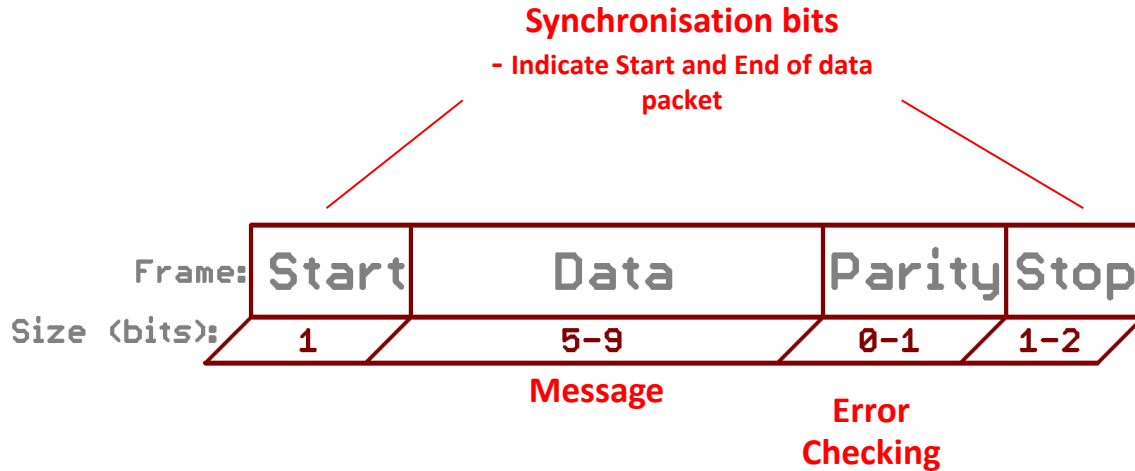 Synchronisation bits
- Indicate Start and End of data
packet
Frame: Start Data Parity Stop
Size (bits): 1 5-9 0-1 1-2
Message
Error
Checking